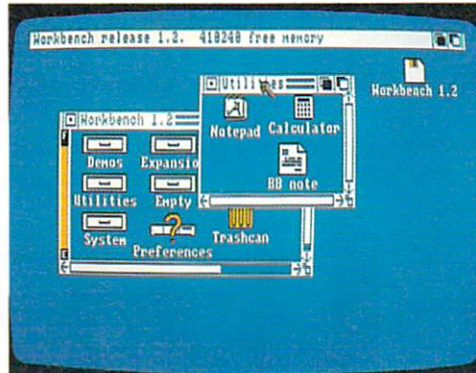 Workbench release 1.2.  418248 free memory
Workbench 1.2
Utilities
Notepad
Calculator
BB note
Workbench 1.2
Demos
Expansio
Utilities
Empty
System
Preferences
Trashcan